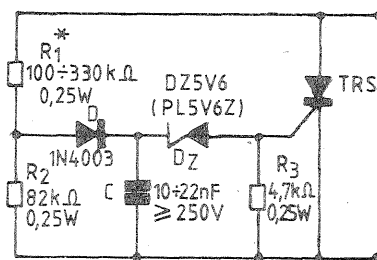 R1*
100÷330kΩ
0,25W
D
1N4003
R2
82kΩ
0,25W
C
10÷22nF
≥250V
DZ5V6
(PL5V6Z)
DZ
R3
4,7kΩ
0,25W
TRS